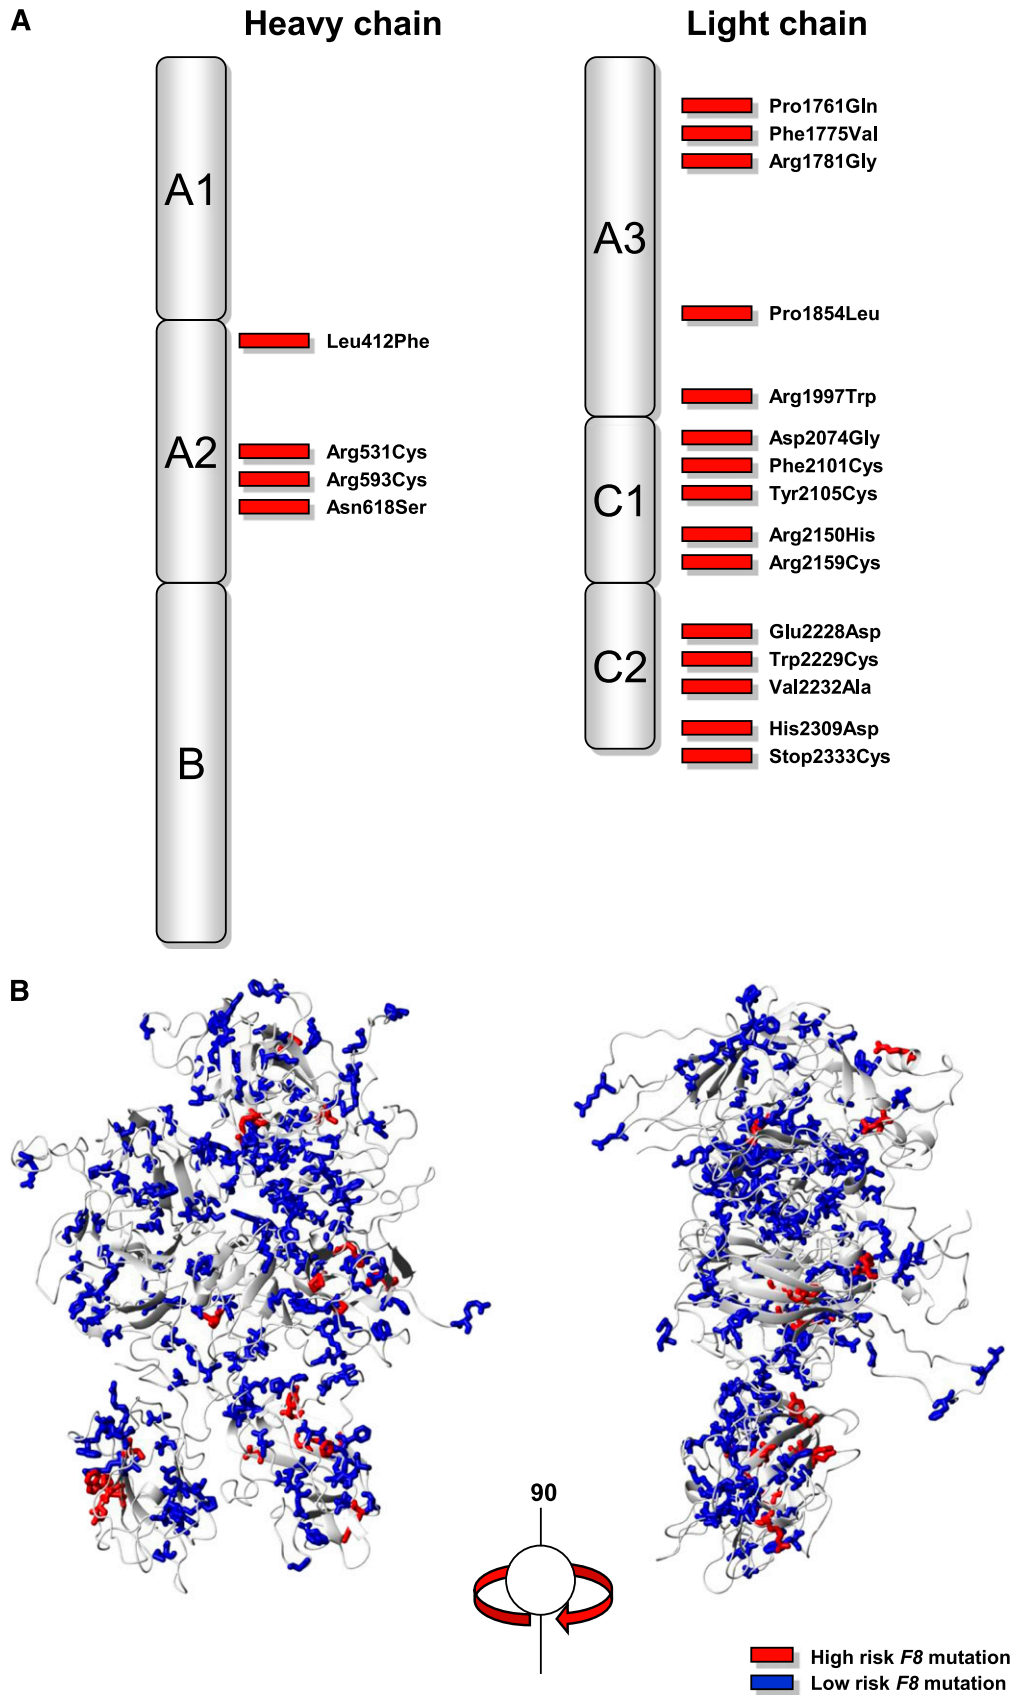 A
Heavy chain
Light chain
A1
A2
B
Leu412Phe
Arg531Cys
Arg593Cys
Asn618Ser
A3
C1
C2
Pro1761Gln
Phe1775Val
Arg1781Gly
Pro1854Leu
Arg1997Trp
Asp2074Gly
Phe2101Cys
Tyr2105Cys
Arg2150His
Arg2159Cys
Glu2228Asp
Trp2229Cys
Val2232Ala
His2309Asp
Stop2333Cys
B
90
High risk F8 mutation
Low risk F8 mutation